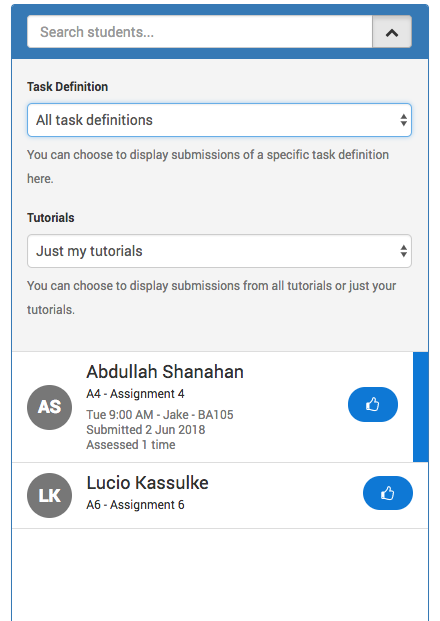 Search students...
Task Definition
All task definitions
You can choose to display submissions of a specific task definition
here.
Tutorials
Just my tutorials
You can choose to display submissions from all tutorials or just your
tutorials.
AS
Abdullah Shanahan
A4 - Assignment 4
Tue 9:00 AM - Jake - BA105
Submitted 2 Jun 2018
Assessed 1 time
LK
Lucio Kassulke
A6 - Assignment 6